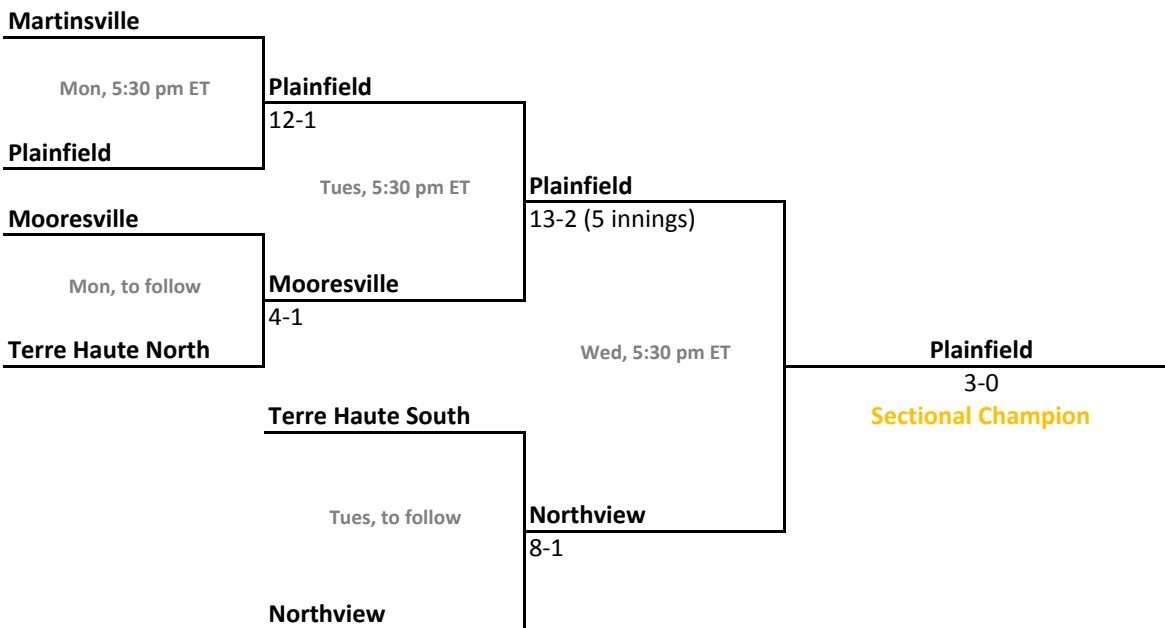 Martinsville
Mon, 5:30 pm ET
Plainfield
12-1
Plainfield
Tues, 5:30 pm ET
Plainfield
13-2 (5 innings)
Mooresville
Mon, to follow
Mooresville
4-1
Terre Haute North
Wed, 5:30 pm ET
Plainfield
3-0
Sectional Champion
Terre Haute South
Tues, to follow
Northview
8-1
Northview